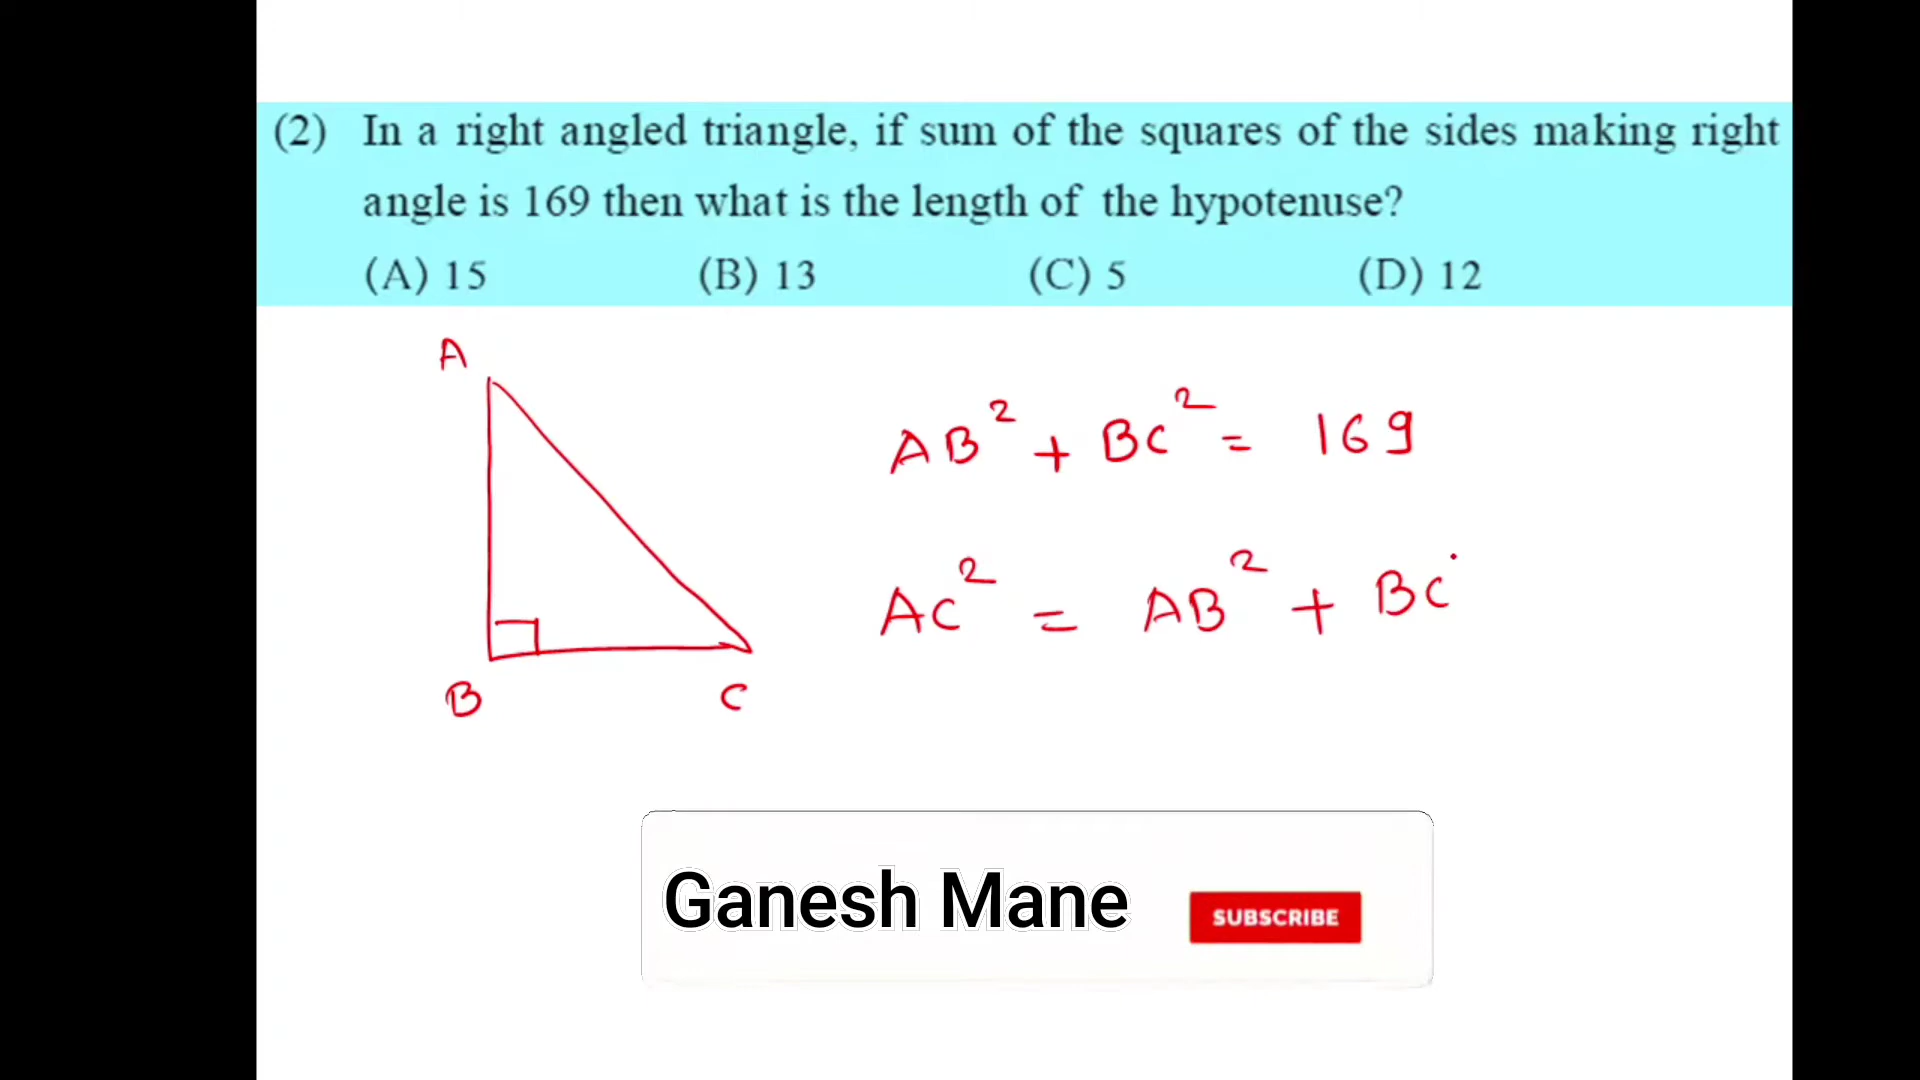 (2) In a right angled triangle, if sum of the squares of the sides making right
angle is 169 then what is the length of the hypotenuse?
(A) 15 (B) 13 (C) 5 (D) 12
A
AB² + BC² = 169
AC² = AB² + BC
B C
Ganesh Mane SUBSCRIBE